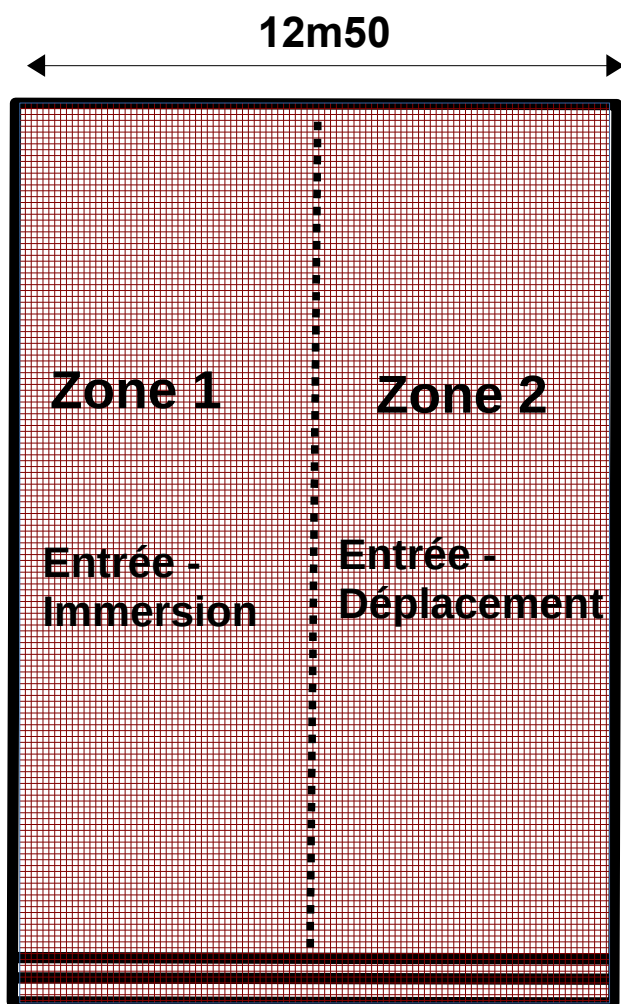 12m50
Zone 1
Zone 2
Entrée -
Immersion
Entrée -
Déplacement